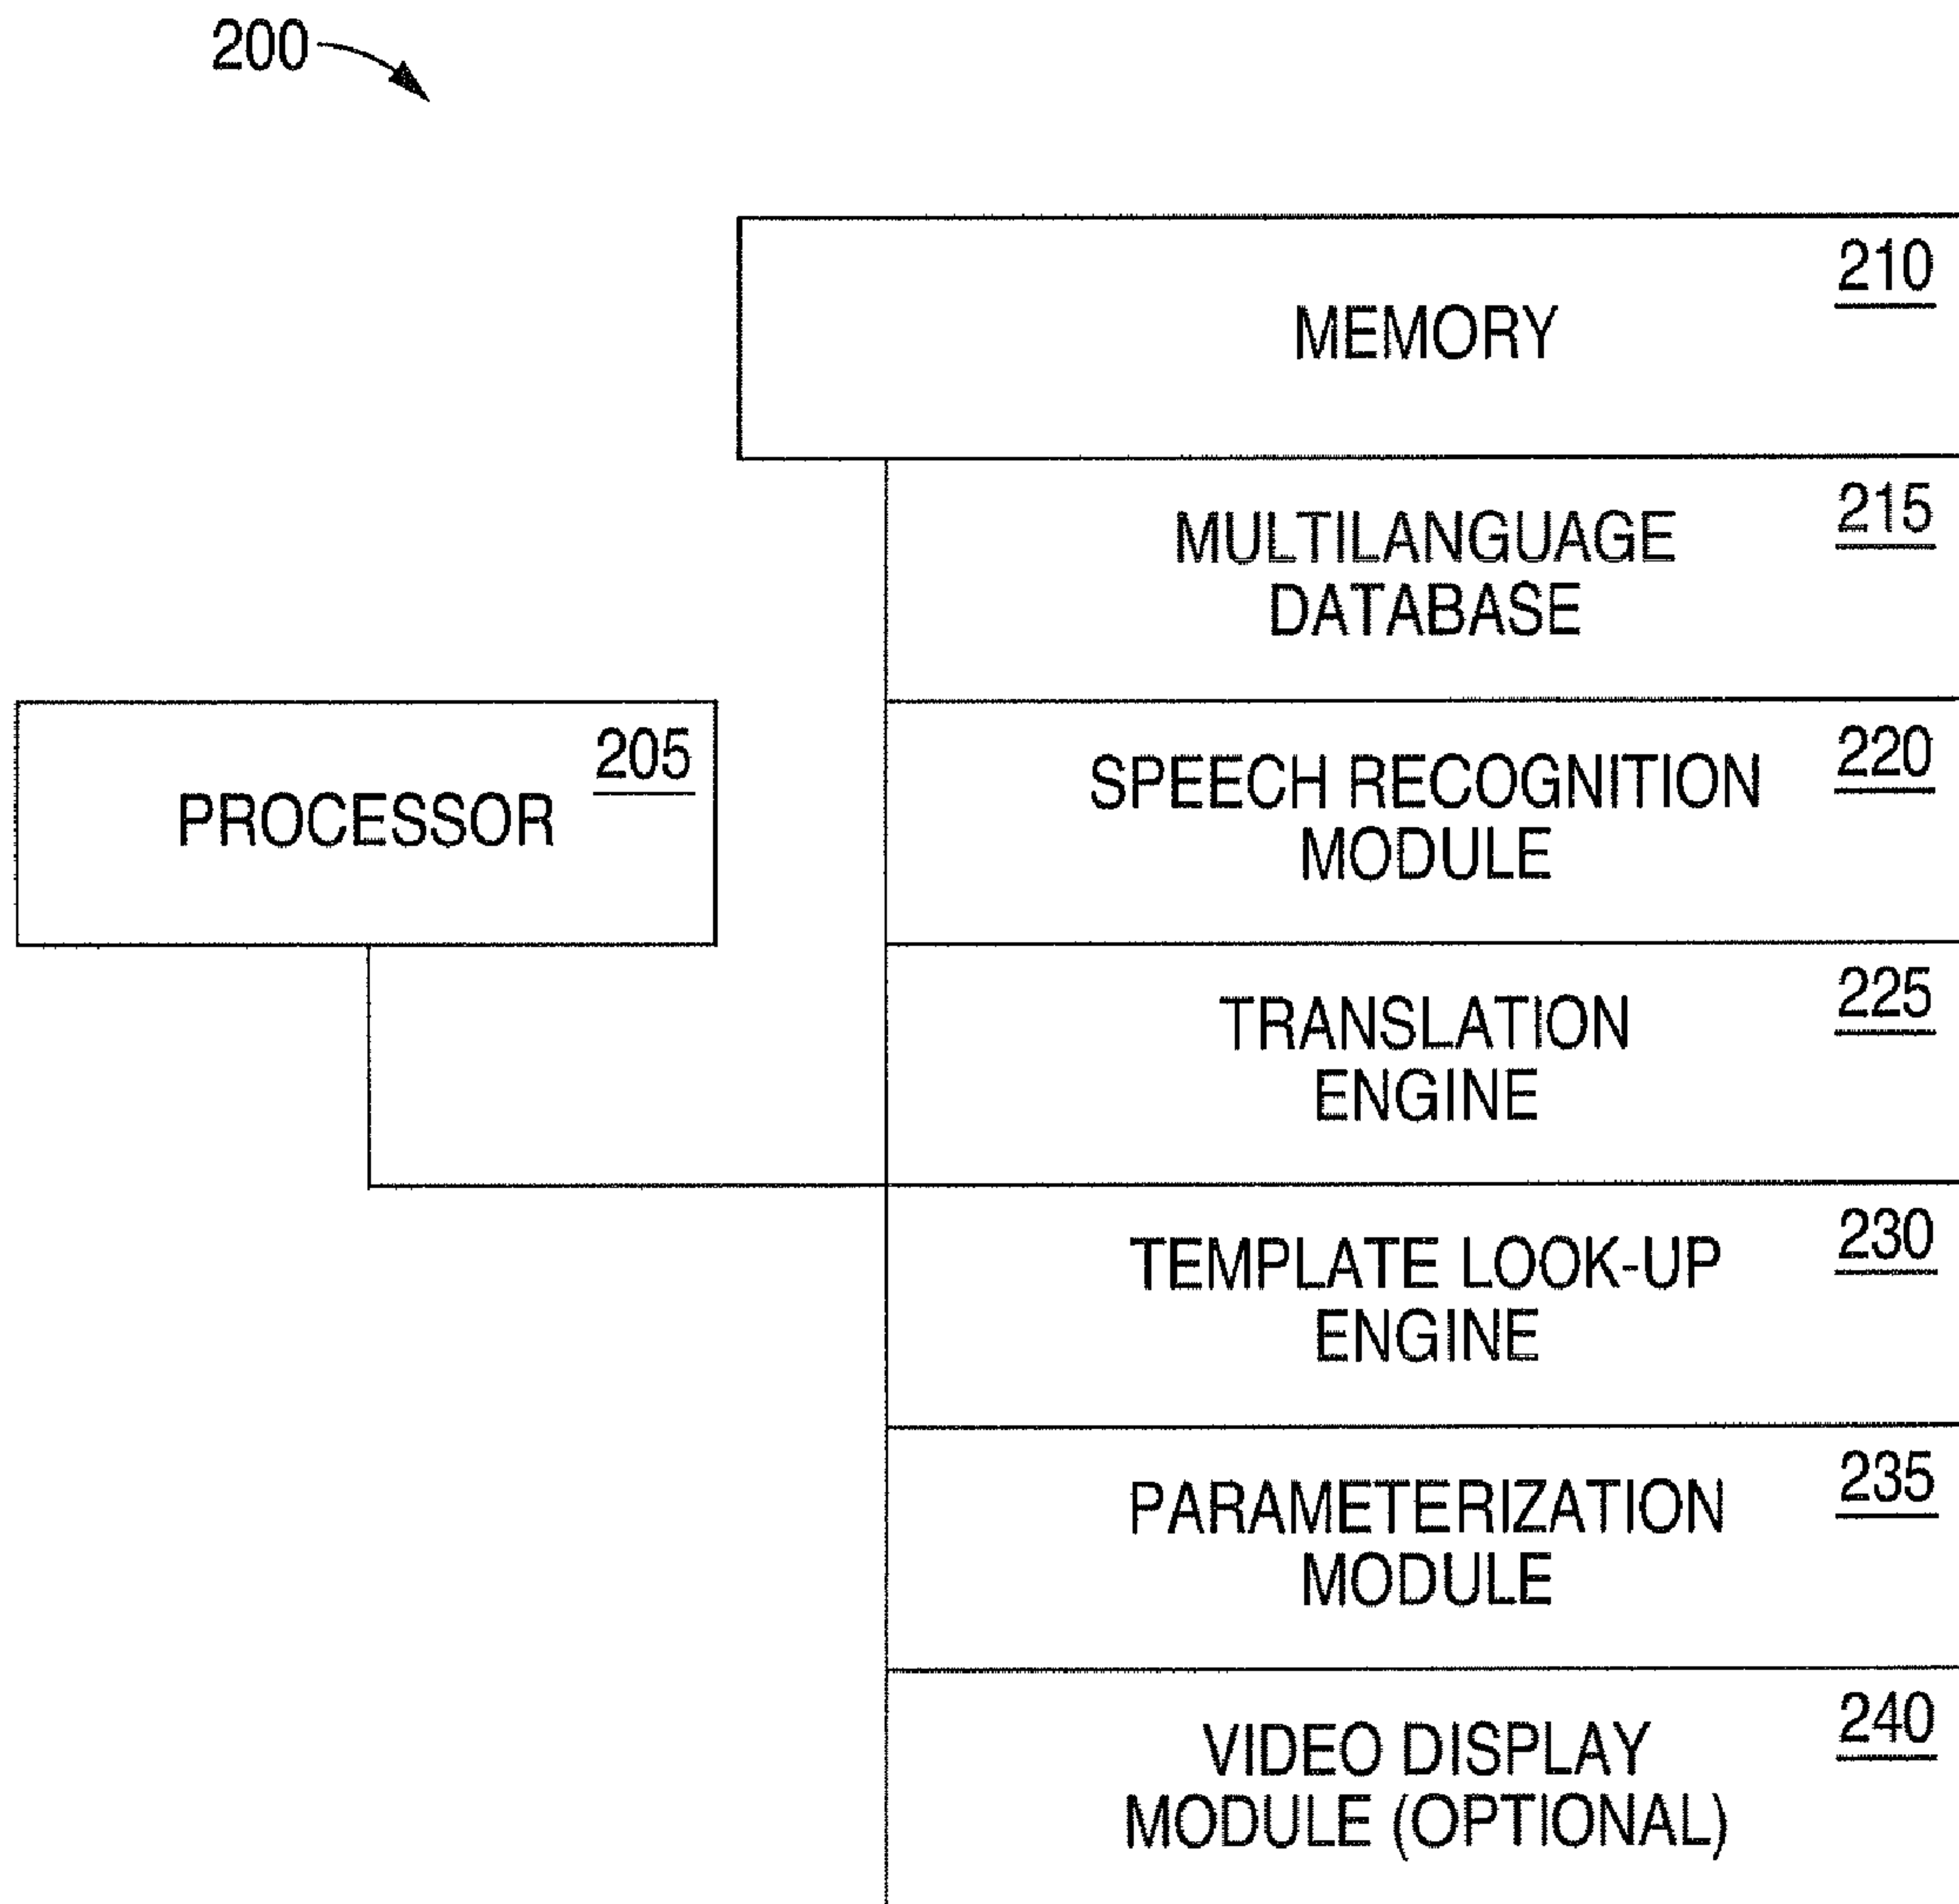 200
210
MEMORY
215
MULTILANGUAGE
DATABASE
205
PROCESSOR
220
SPEECH RECOGNITION
MODULE
225
TRANSLATION
ENGINE
230
TEMPLATE LOOK-UP
ENGINE
235
PARAMETERIZATION
MODULE
240
VIDEO DISPLAY
MODULE (OPTIONAL)